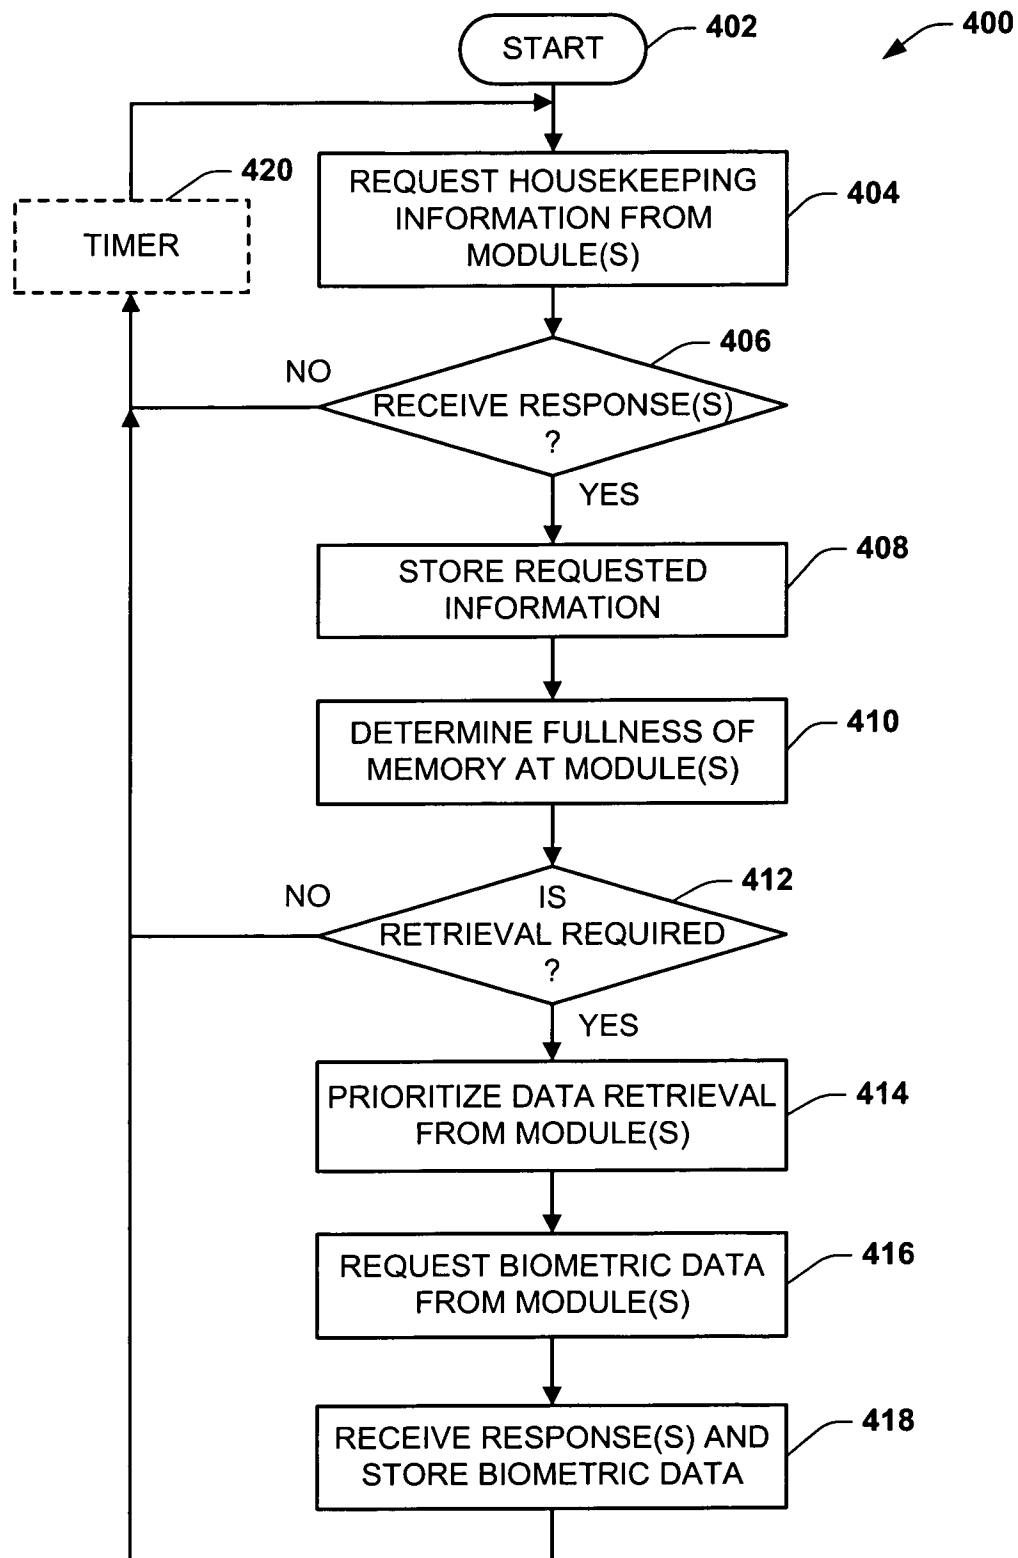 START
402
400
420
TIMER
REQUEST HOUSEKEEPING
INFORMATION FROM
MODULE(S)
404
406
NO
RECEIVE RESPONSE(S)
?
YES
STORE REQUESTED
INFORMATION
408
DETERMINE FULLNESS OF
MEMORY AT MODULE(S)
410
412
NO
IS
RETRIEVAL REQUIRED
?
YES
PRIORITIZE DATA RETRIEVAL
FROM MODULE(S)
414
REQUEST BIOMETRIC DATA
FROM MODULE(S)
416
RECEIVE RESPONSE(S) AND
STORE BIOMETRIC DATA
418